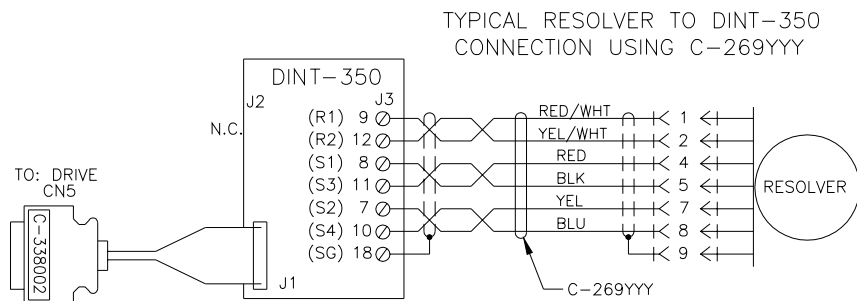 TYPICAL RESOLVER TO DINT-350
CONNECTION USING C-269YYY
DINT-350
J2
J3
N.C.
(R1) 9
RED/WHT
1
(R2) 12
YEL/WHT
2
(S1) 8
RED
4
(S3) 11
BLK
5
(S2) 7
YEL
7
(S4) 10
BLU
8
(SG) 18
9
RESOLVER
TO: DRIVE
CN5
C-338002
J1
C-269YYY